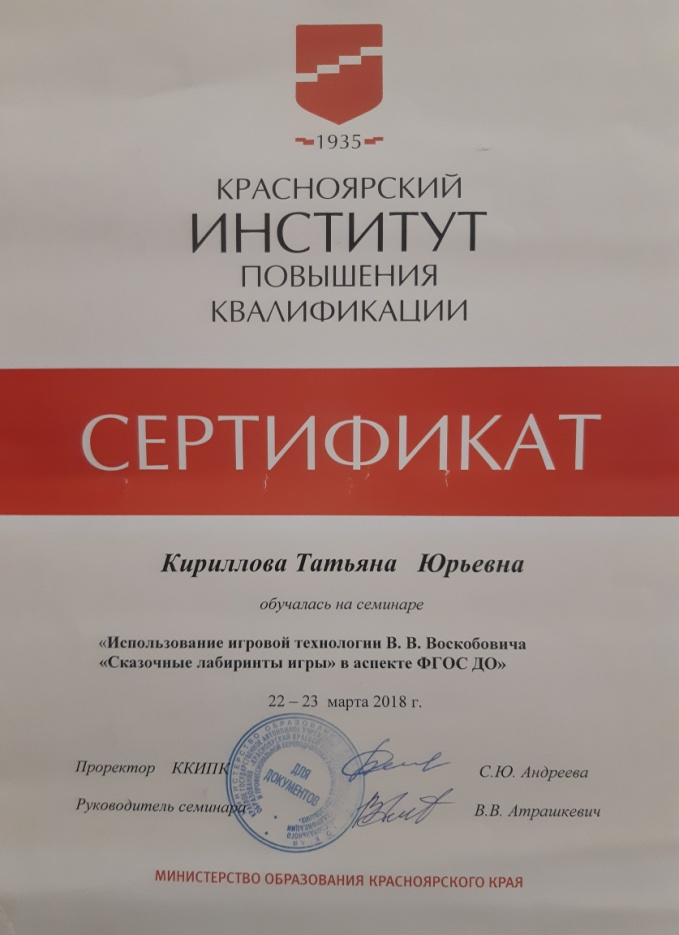 1935
КРАСНОЯРСКИЙ
ИНСТИТУТ
ПОВЫШЕНИЯ
КВАЛИФИКАЦИИ
СЕРТИФИКАТ
Кириллова Татьяна Юрьевна
обучалась на семинаре
«Использование игровой технологии В. В. Воскобовича
«Сказочные лабиринты игры» в аспекте ФГОС ДО»
22 – 23 марта 2018 г.
Проректор ККИПК
С.Ю. Андреева
ДЛЯ
ДОКУМЕНТОВ
Руководитель семинара
В.В. Атрашкевич
МИНИСТЕРСТВО ОБРАЗОВАНИЯ КРАСНОЯРСКОГО КРАЯ